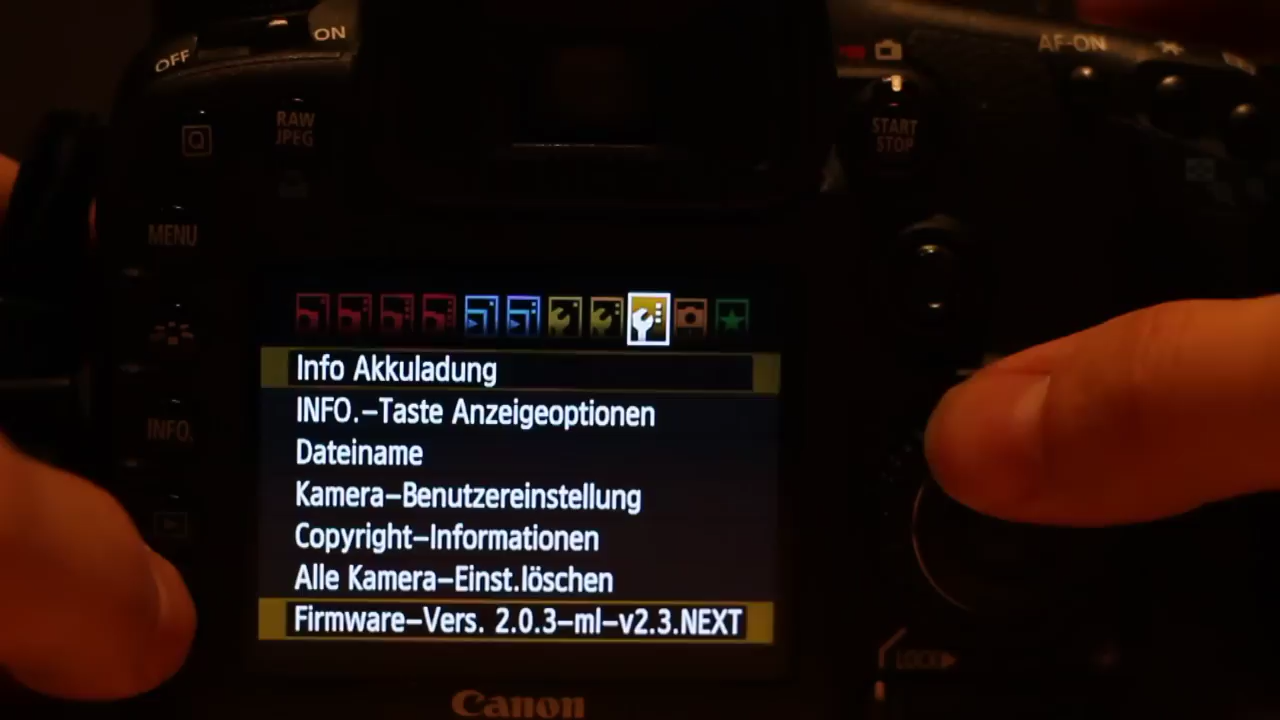 ON
OFF
AF-ON
Q
RAW
JPEG
START
STOP
MENU
INFO.
Info Akkuladung
INFO.-Taste Anzeigeoptionen
Dateiname
Kamera-Benutzereinstellung
Copyright-Informationen
Alle Kamera-Einst.löschen
Firmware-Vers. 2.0.3-ml-v2.3.NEXT
LOCK
Canon